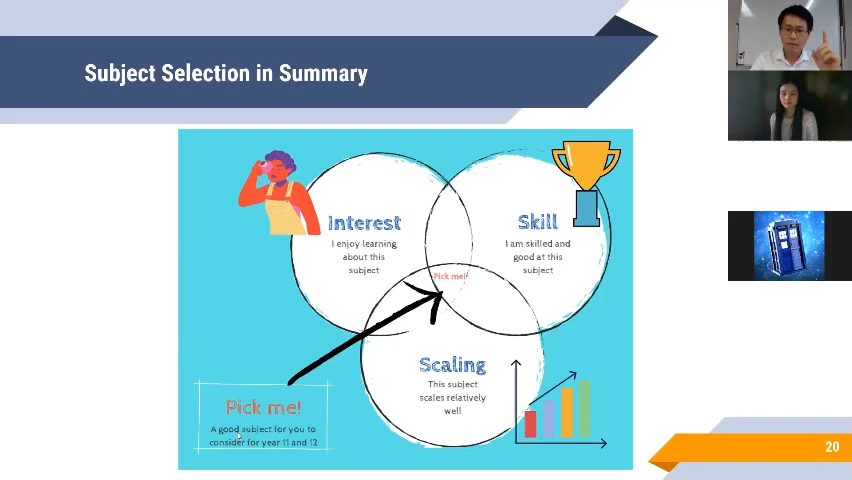 Subject Selection in Summary
Interest
I enjoy learning
about this
subject
Skill
I am skilled and
good at this
subject
Pick me!
Scaling
This subject
scales relatively
well
Pick me!
A good subject for you to
consider for year 11 and 12
20